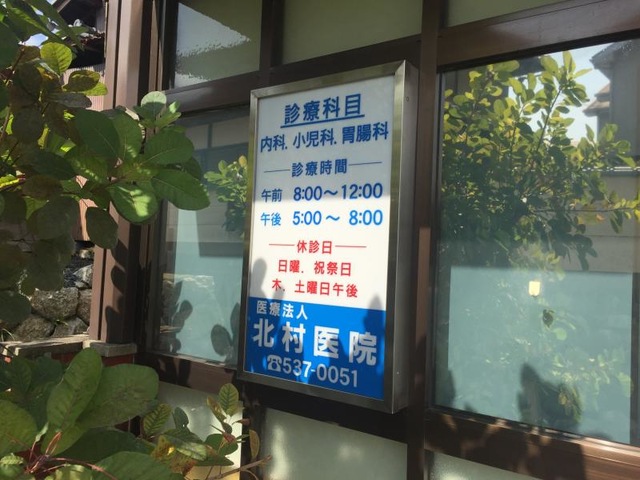 診療科目
内科. 小児科. 胃腸科
診療時間
午前 8:00～12:00
午後 5:00～ 8:00
休診日
日曜. 祝祭日
木. 土曜日午後
医療法人
北村医院
☎537-0051